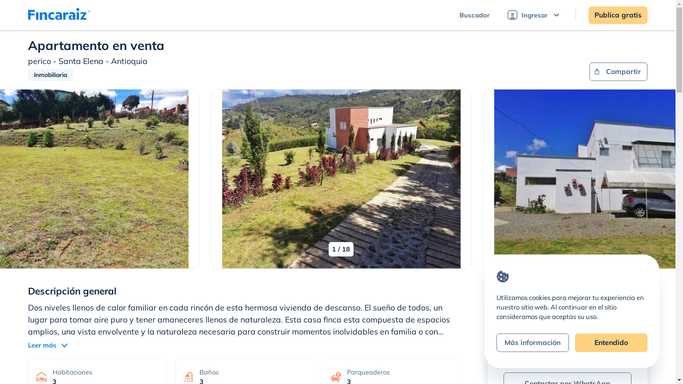 Fincaraiz
Buscador
Ingresar
Publica gratis
Apartamento en venta
perico - Santa Elena - Antioquia
Inmobiliaria
Compartir
1 / 18
Descripción general
Dos niveles llenos de calor familiar en cada rincón de esta hermosa vivienda de descanso. El sueño de todos, un
lugar para tomar aire puro y tener amaneceres llenos de naturaleza. Esta casa finca esta compuesta de espacios
amplios, una vista envolvente y la naturaleza necesaria para construir momentos inolvidables en familia o con...
Leer más
Habitaciones
3
Baños
3
Parqueaderos
3
Utilizamos cookies para mejorar tu experiencia en
nuestro sitio web. Al continuar en el sitio
consideramos que aceptas su uso.
Más información
Entendido
Contactar por WhatsApp